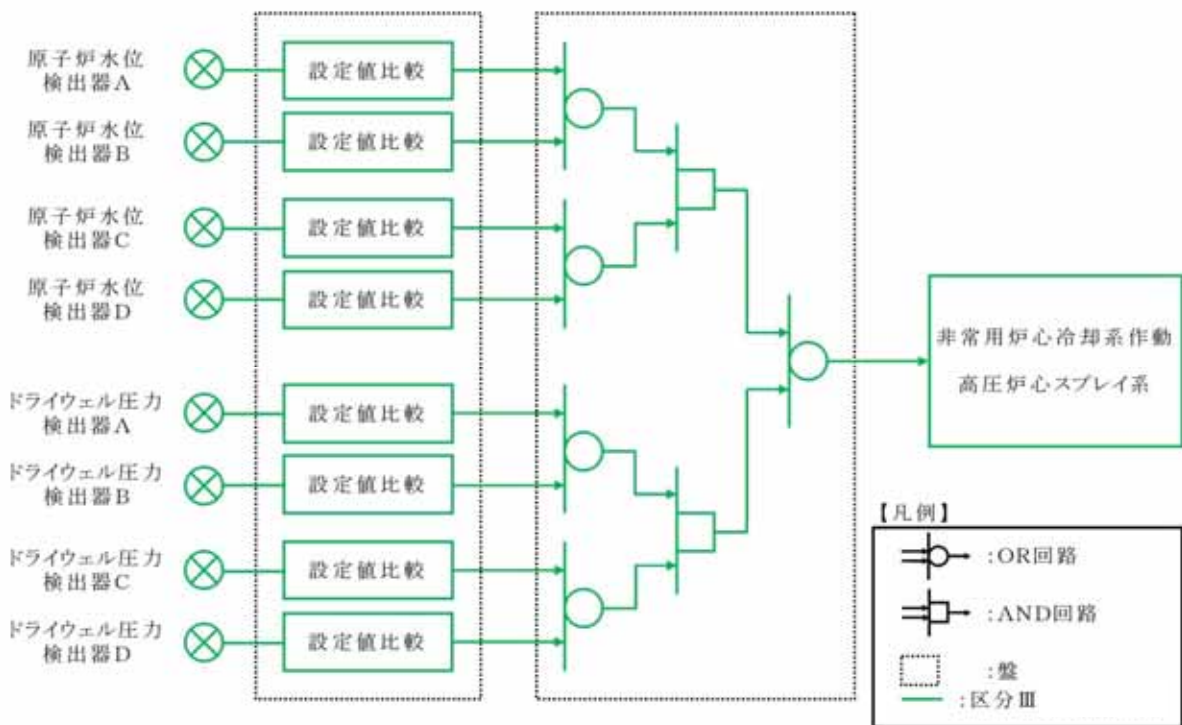 原子炉水位
検出器A
設定値比較
原子炉水位
検出器B
設定値比較
原子炉水位
検出器C
設定値比較
原子炉水位
検出器D
設定値比較
ドライウェル圧力
検出器A
設定値比較
ドライウェル圧力
検出器B
設定値比較
ドライウェル圧力
検出器C
設定値比較
ドライウェル圧力
検出器D
設定値比較
非常用炉心冷却系作動
高圧炉心スプレイ系
【凡例】
:OR回路
:AND回路
:盤
:区分Ⅲ